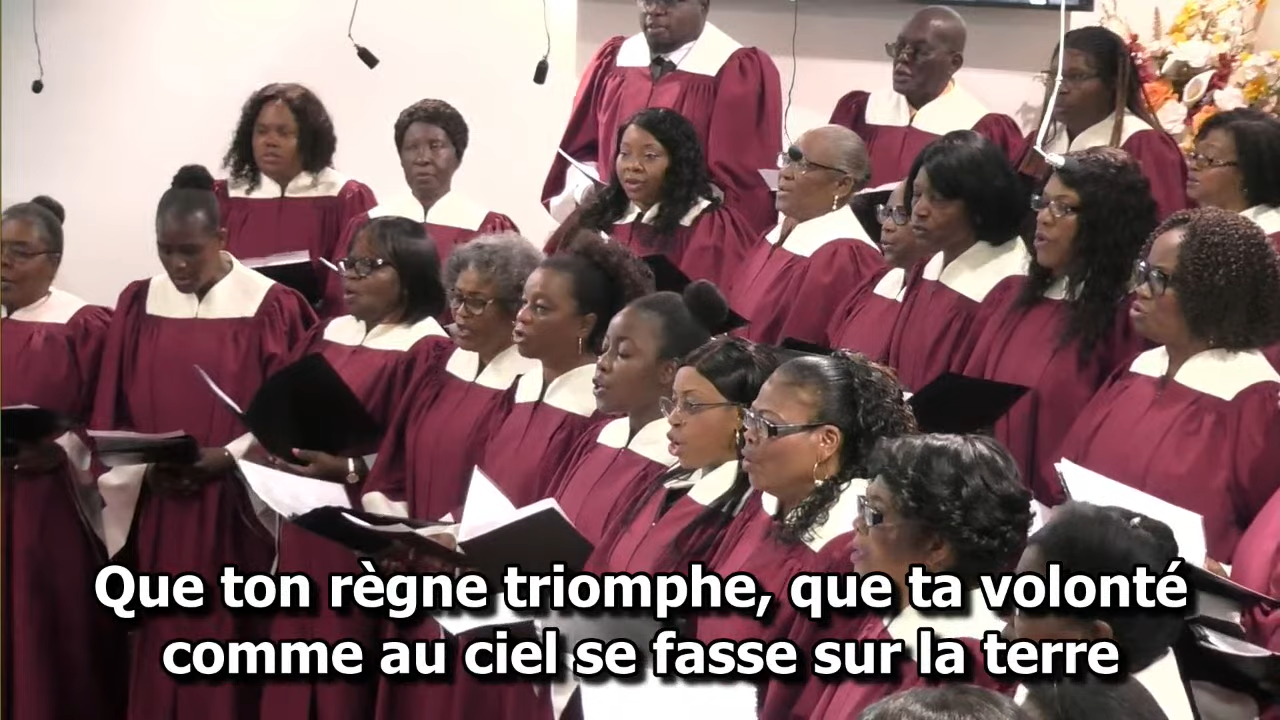 Que ton règne triomphe, que ta volonté
comme au ciel se fasse sur la terre